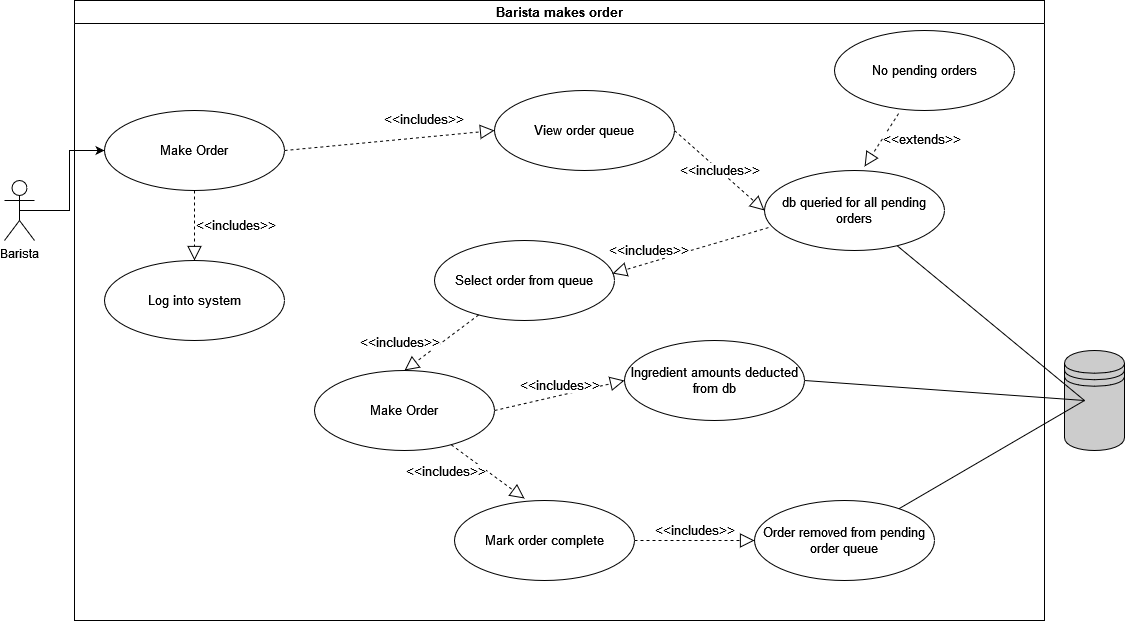 Barista makes order
No pending orders
<<includes>>
View order queue
Make Order
<<extends>>
<<includes>>
db queried for all pending
orders
<<includes>>
Barista
<<includes>>
Select order from queue
Log into system
<<includes>>
Ingredient amounts deducted
from db
<<includes>>
Make Order
<<includes>>
Mark order complete
<<includes>>
Order removed from pending
order queue